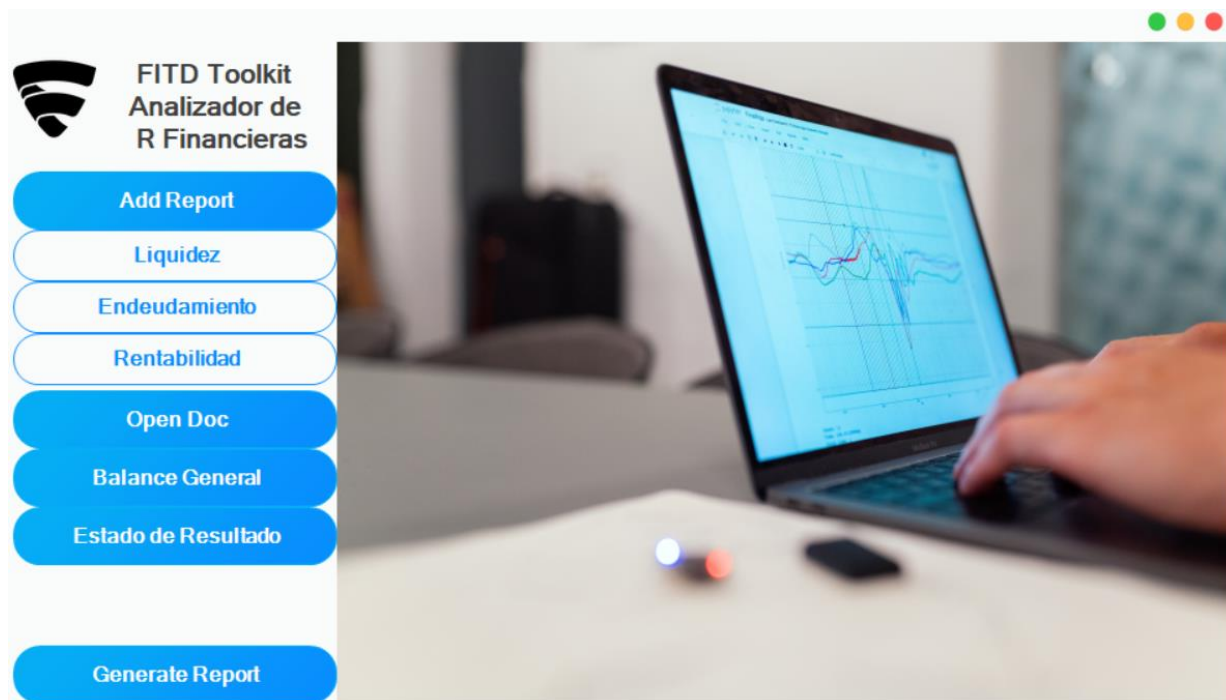 FITD Toolkit
Analizador de
R Financieras
Add Report
Liquidez
Endeudamiento
Rentabilidad
Open Doc
Balance General
Estado de Resultado
Generate Report